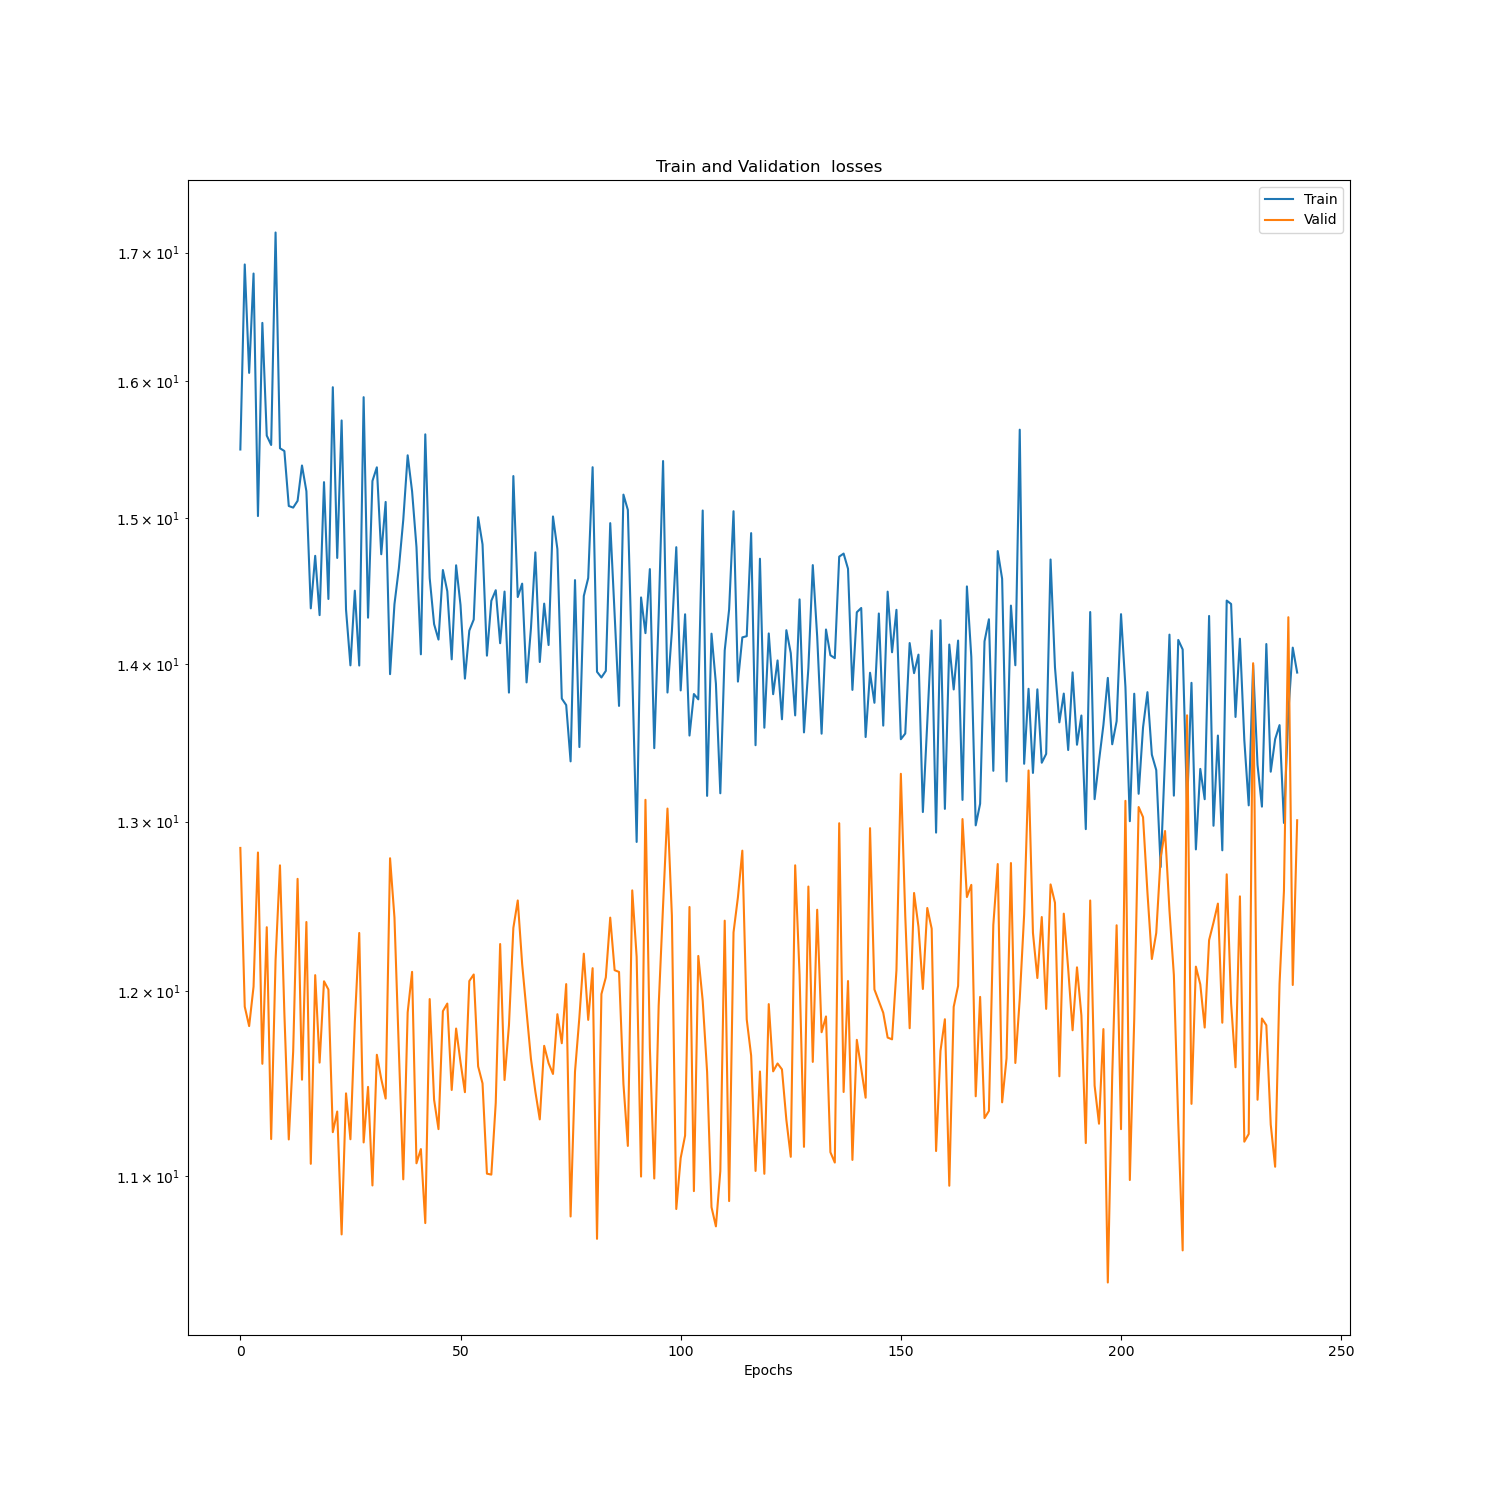 Train and Validation  losses
Train
Valid
1.7 × 10¹
1.6 × 10¹
1.5 × 10¹
1.4 × 10¹
1.3 × 10¹
1.2 × 10¹
1.1 × 10¹
0 50 100 150 200 250
Epochs